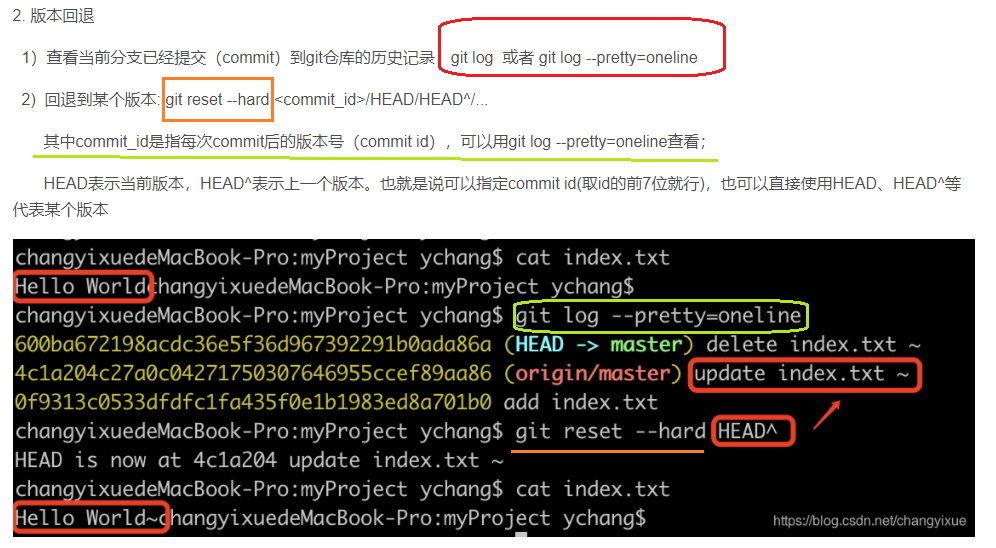 2. 版本回退
1）查看当前分支已经提交（commit）到git仓库的历史记录 git log 或者 git log --pretty=oneline
2）回退到某个版本: git reset --hard <commit_id>/HEAD/HEAD^/...
其中commit_id是指每次commit后的版本号（commit id），可以用git log --pretty=oneline查看；
HEAD表示当前版本，HEAD^表示上一个版本。也就是说可以指定commit id(取id的前7位就行)，也可以直接使用HEAD、HEAD^等
代表某个版本
changyixuedeMacBook-Pro:myProject ychang$ cat index.txt
Hello Worldchangyixuedemacbook-Pro:myProject ychang$
changyixuedeMacBook-Pro:myProject ychang$ git log --pretty=oneline
600ba672198acdc36e5f36d967392291b0ada86a (HEAD -> master) delete index.txt ~
4c1a204c27a0c04271750307646955ccef89aa86 (origin/master) update index.txt ~
0f9313c0533dfdfc1fa435f0e1b1983ed8a701b0 add index.txt
changyixuedeMacBook-Pro:myProject ychang$ git reset --hard HEAD^
HEAD is now at 4c1a204 update index.txt ~
changyixuedeMacBook-Pro:myProject ychang$ cat index.txt
Hello World~changyixuedeMacBook-Pro:myProject ychang$
https://blog.csdn.net/changyixue